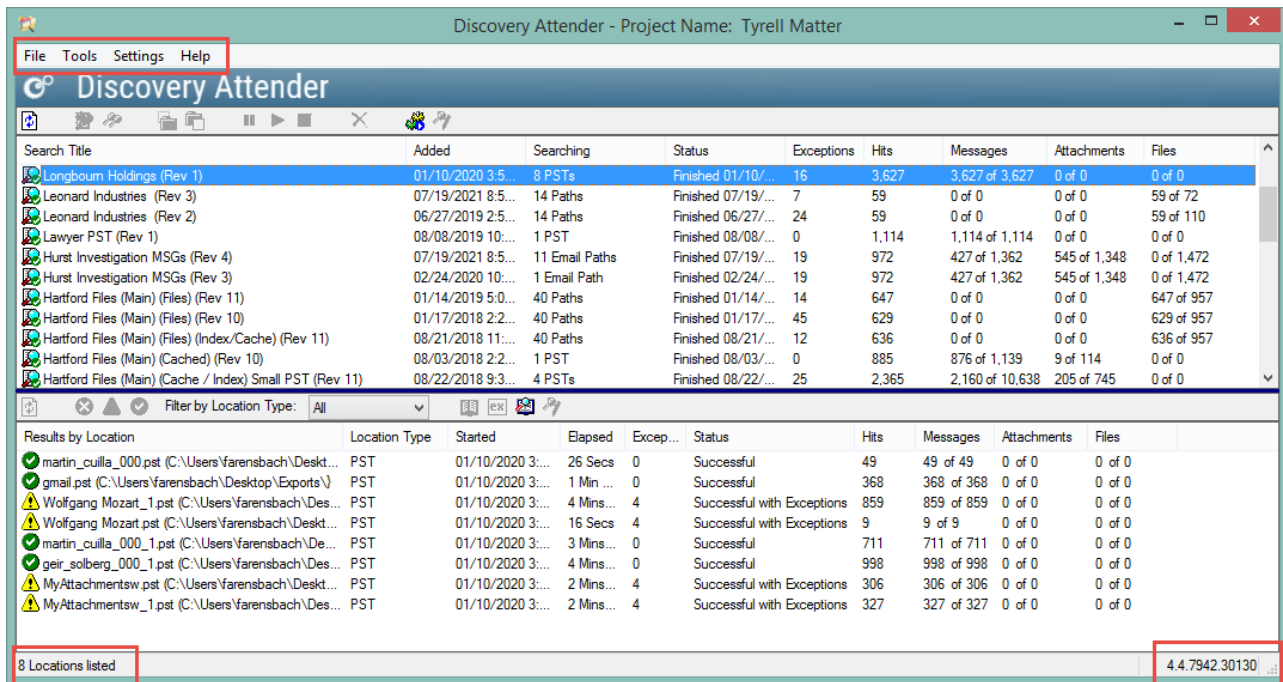 Discovery Attender - Project Name: Tyrell Matter
File Tools Settings Help
Discovery Attender
Search Title Added Searching Status Exceptions Hits Messages Attachments Files
Longbourn Holdings (Rev 1) 01/10/2020 3:5... 8 PSTs Finished 01/10/... 16 3,627 3,627 of 3,627 0 of 0 0 of 0
Leonard Industries (Rev 3) 07/19/2021 8:5... 14 Paths Finished 07/19/... 7 59 0 of 0 0 of 0 59 of 72
Leonard Industries (Rev 2) 06/27/2019 2:5... 14 Paths Finished 06/27/... 24 59 0 of 0 0 of 0 59 of 110
Lawyer PST (Rev 1) 08/08/2019 10:... 1 PST Finished 08/08/... 0 1,114 1,114 of 1,114 0 of 0 0 of 0
Hurst Investigation MSGs (Rev 4) 07/19/2021 8:5... 11 Email Paths Finished 07/19/... 19 972 427 of 1,362 545 of 1,348 0 of 1,472
Hurst Investigation MSGs (Rev 3) 02/24/2020 10:... 1 Email Path Finished 02/24/... 19 972 427 of 1,362 545 of 1,348 0 of 1,472
Hartford Files (Main) (Files) (Rev 11) 01/14/2019 5:0... 40 Paths Finished 01/14/... 14 647 0 of 0 0 of 0 647 of 957
Hartford Files (Main) (Files) (Rev 10) 01/17/2018 2:2... 40 Paths Finished 01/17/... 45 629 0 of 0 0 of 0 629 of 957
Hartford Files (Main) (Files) (Index/Cache) (Rev 11) 08/21/2018 11:... 40 Paths Finished 08/21/... 12 636 0 of 0 0 of 0 636 of 957
Hartford Files (Main) (Cached) (Rev 10) 08/03/2018 2:2... 1 PST Finished 08/03/... 0 885 876 of 1,139 9 of 114 0 of 0
Hartford Files (Main) (Cache / Index) Small PST (Rev 11) 08/22/2018 9:3... 4 PSTs Finished 08/22/... 25 2,365 2,160 of 10,638 205 of 745 0 of 0
Filter by Location Type: All ex
Results by Location Location Type Started Elapsed Excep... Status Hits Messages Attachments Files
martin_cuilla_000.pst (C:\Users\farensbach\Deskt... PST 01/10/2020 3:... 26 Secs 0 Successful 49 49 of 49 0 of 0 0 of 0
gmail.pst (C:\Users\farensbach\Desktop\Exports\) PST 01/10/2020 3:... 1 Min ... 0 Successful 368 368 of 368 0 of 0 0 of 0
Wolfgang Mozart_1.pst (C:\Users\farensbach\Des... PST 01/10/2020 3:... 4 Mins... 4 Successful with Exceptions 859 859 of 859 0 of 0 0 of 0
Wolfgang Mozart.pst (C:\Users\farensbach\Deskt... PST 01/10/2020 3:... 16 Secs 4 Successful with Exceptions 9 9 of 9 0 of 0 0 of 0
martin_cuilla_000_1.pst (C:\Users\farensbach\De... PST 01/10/2020 3:... 3 Mins... 0 Successful 711 711 of 711 0 of 0 0 of 0
geir_solberg_000_1.pst (C:\Users\farensbach\Des... PST 01/10/2020 3:... 4 Mins... 0 Successful 998 998 of 998 0 of 0 0 of 0
MyAttachmentsw.pst (C:\Users\farensbach\Deskt... PST 01/10/2020 3:... 2 Mins... 4 Successful with Exceptions 306 306 of 306 0 of 0 0 of 0
MyAttachmentsw_1.pst (C:\Users\farensbach\Des... PST 01/10/2020 3:... 2 Mins... 4 Successful with Exceptions 327 327 of 327 0 of 0 0 of 0
8 Locations listed 4.4.7942.30130